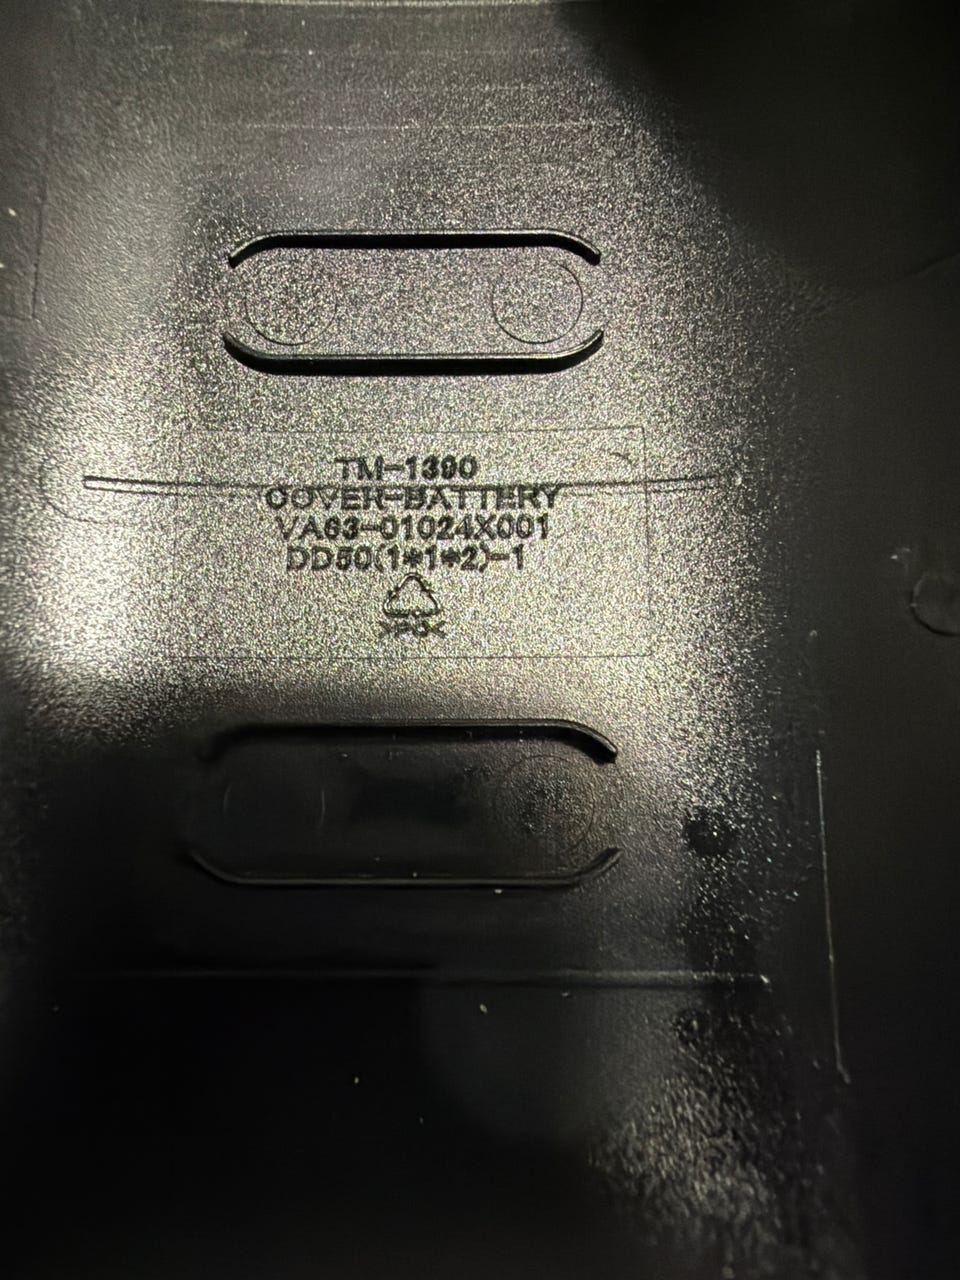 TM-1390
COVER-BATTERY
VA63-01024X001
DD50(1*1*2)-1